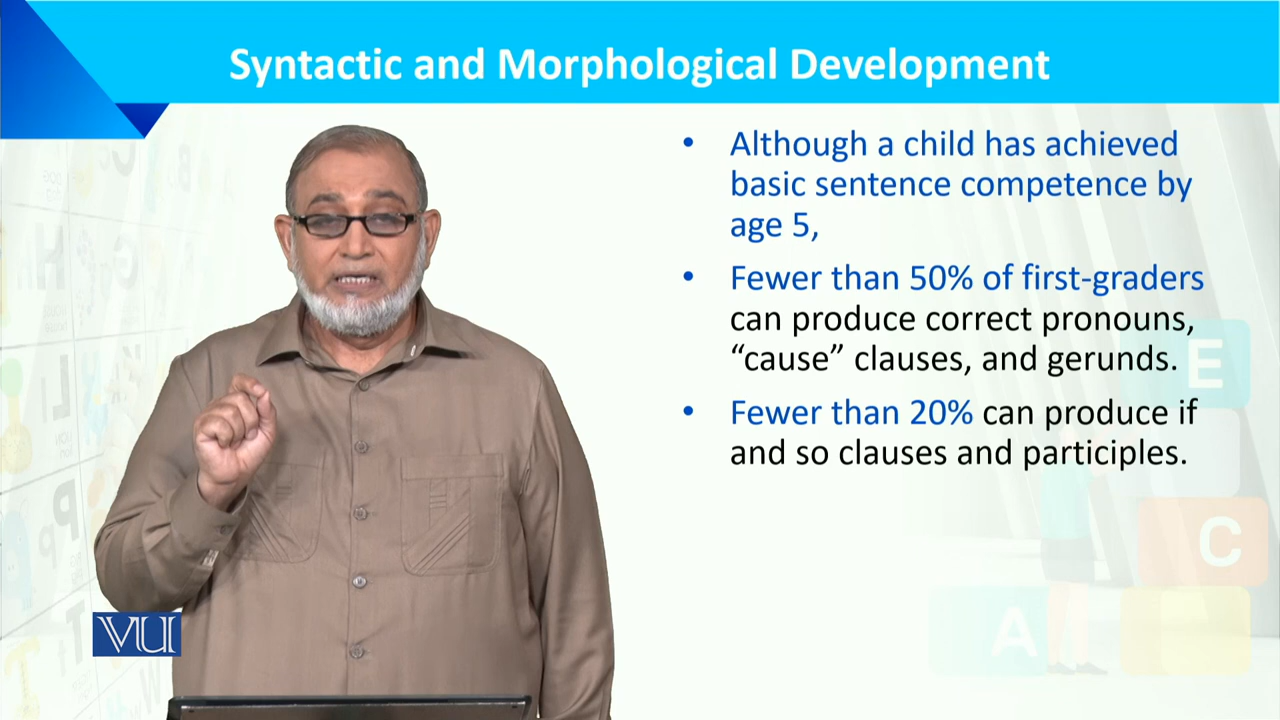 Syntactic and Morphological Development
• Although a child has achieved
basic sentence competence by
age 5,
• Fewer than 50% of first-graders
can produce correct pronouns,
“cause” clauses, and gerunds.
• Fewer than 20% can produce if
and so clauses and participles.
VU
E
C
A